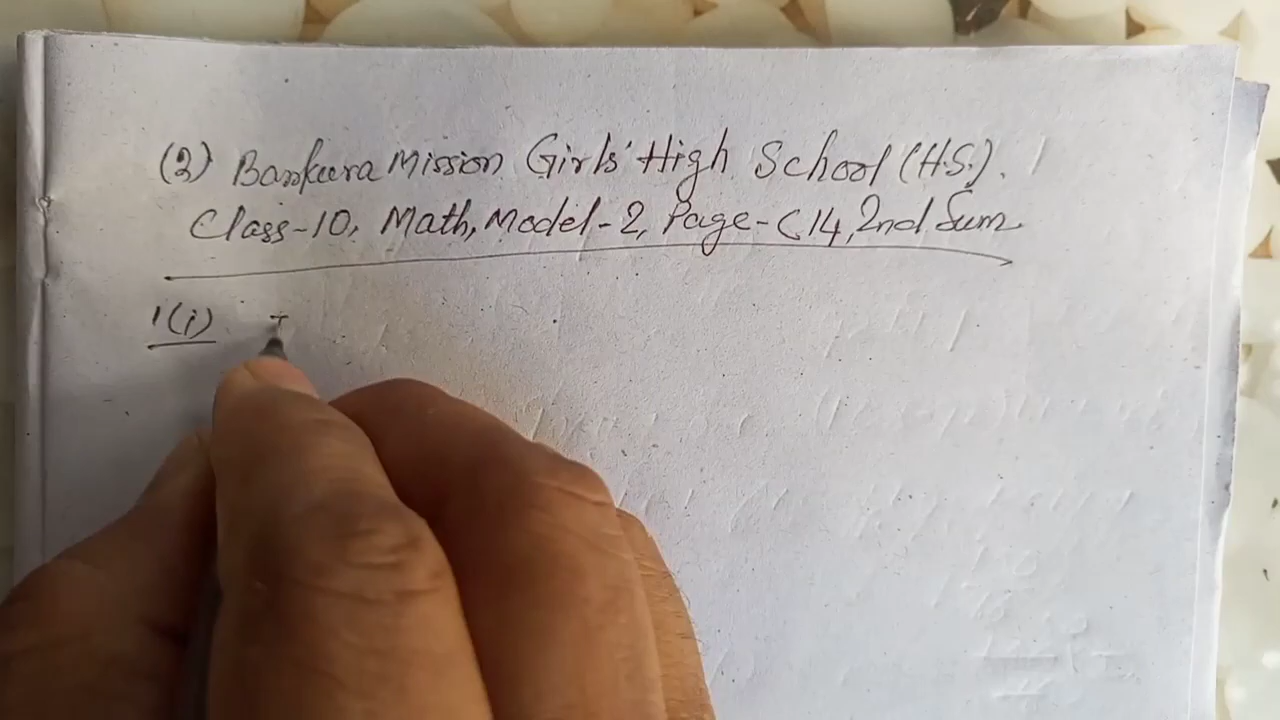 (2) Bankura Mission Girls' High School (H.S.).
Class-10, Math, Model-2, Page-C14, 2nd Sum
1(i)